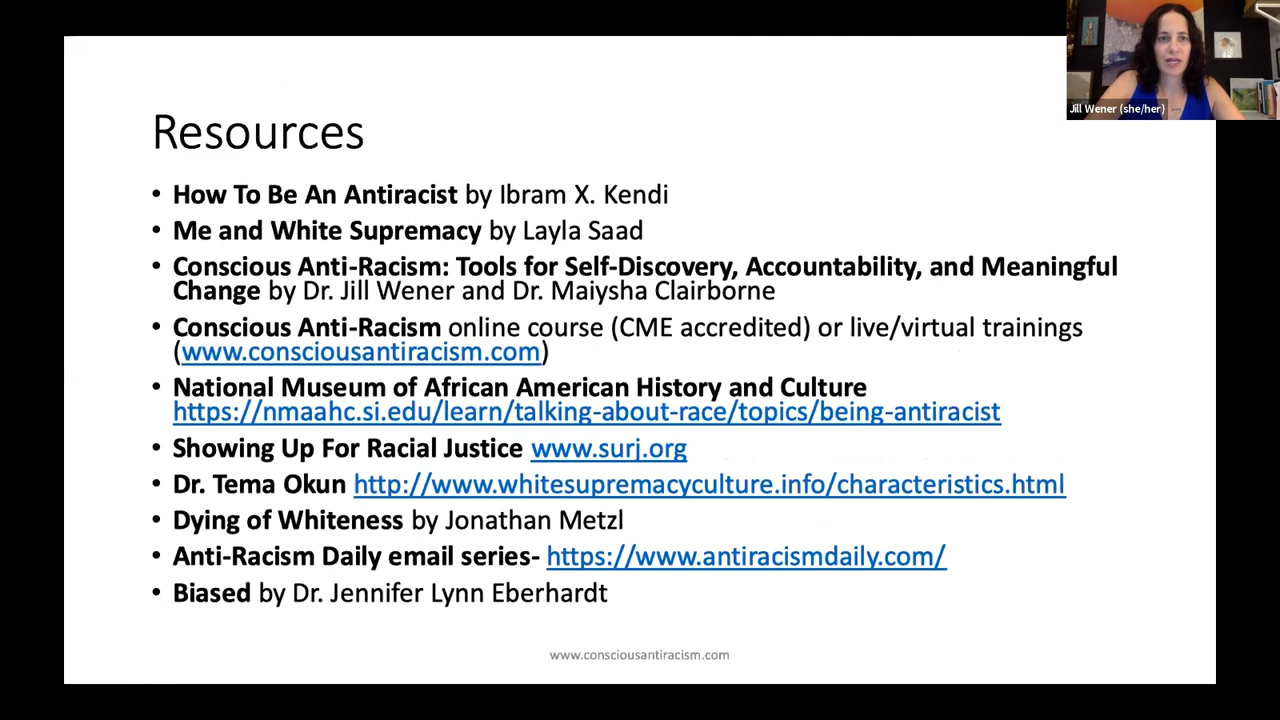 Jill Wener (she/her)
Resources
• How To Be An Antiracist by Ibram X. Kendi
• Me and White Supremacy by Layla Saad
• Conscious Anti-Racism: Tools for Self-Discovery, Accountability, and Meaningful
Change by Dr. Jill Wener and Dr. Maiysha Clairborne
• Conscious Anti-Racism online course (CME accredited) or live/virtual trainings
(www.consciousantiracism.com)
• National Museum of African American History and Culture
https://nmaahc.si.edu/learn/talking-about-race/topics/being-antiracist
• Showing Up For Racial Justice www.surj.org
• Dr. Tema Okun http://www.whitesupremacyculture.info/characteristics.html
• Dying of Whiteness by Jonathan Metzl
• Anti-Racism Daily email series- https://www.antiracismdaily.com/
• Biased by Dr. Jennifer Lynn Eberhardt
www.consciousantiracism.com